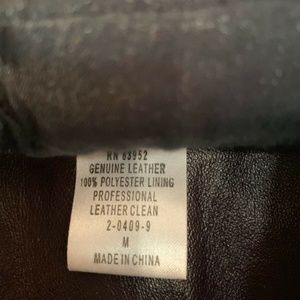 RN 63952
GENUINE LEATHER
100% POLYESTER LINING
PROFESSIONAL
LEATHER CLEAN
2-0409-9
M
MADE IN CHINA